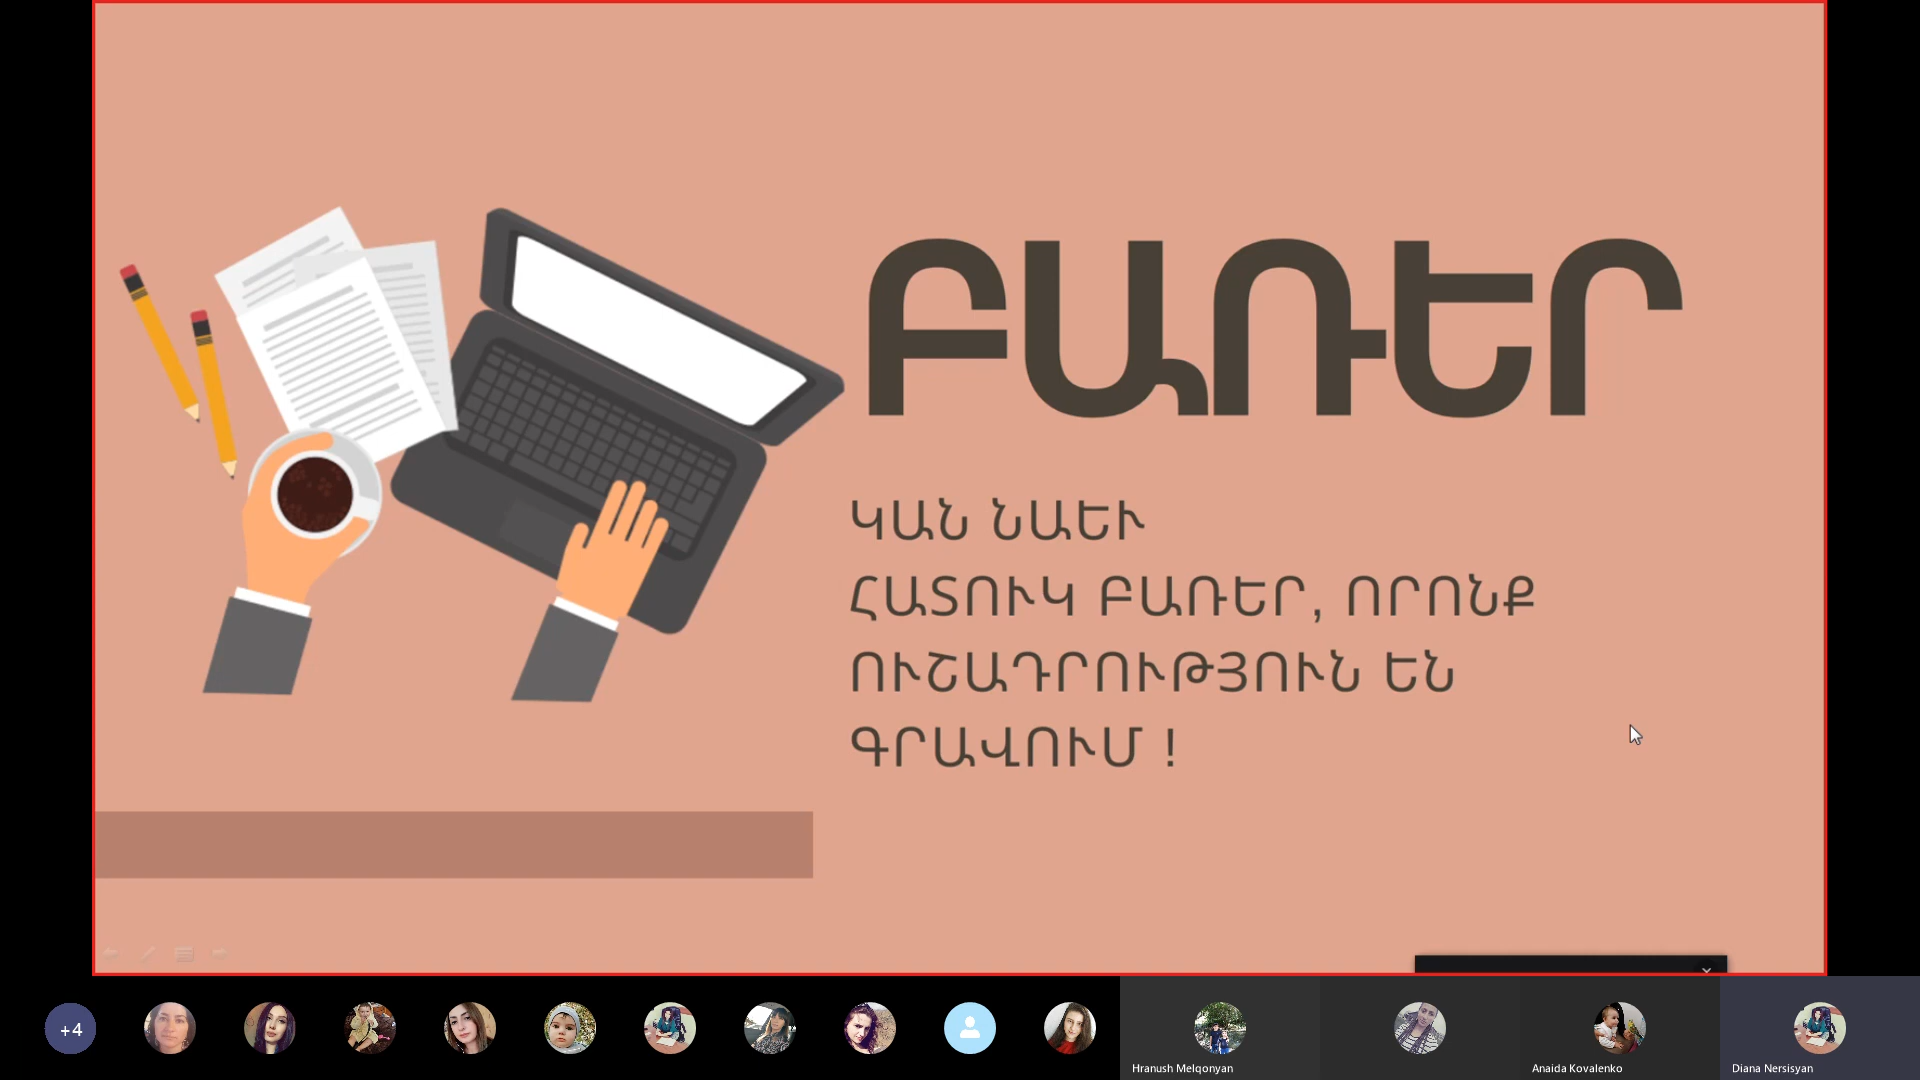 ԲԱՌԵՐ
ԿԱՆ ՆԱԵՒ
ՀԱՏՈՒԿ ԲԱՌԵՐ, ՈՐՈՆՔ
ՈՒՇԱԴՐՈՒԹՅՈՒՆ ԵՆ
ԳՐԱՎՈՒՄ !
+4
Hranush Melqonyan
Anaida Kovalenko
Diana Nersisyan